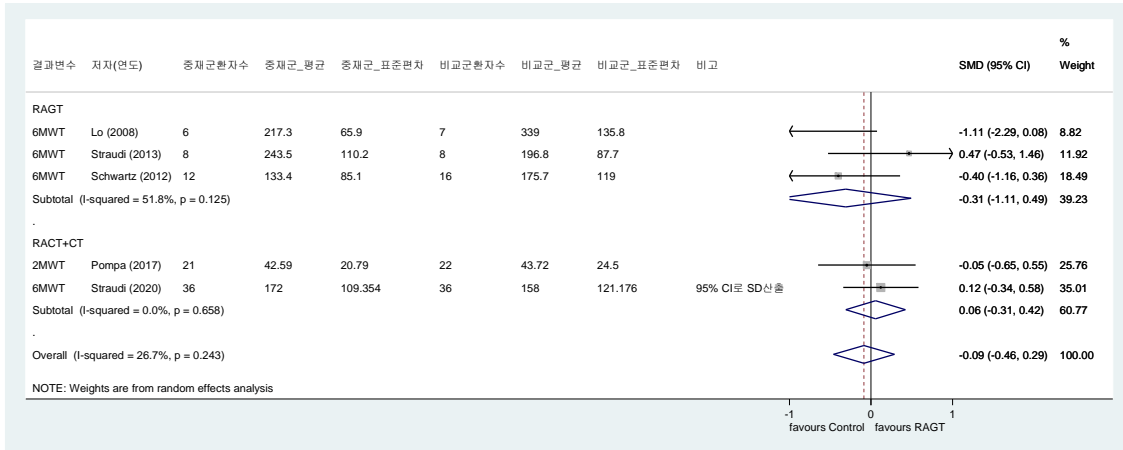 %
결과변수 저자(연도) 중재군환자수 중재군_평균 중재군_표준편차 비교군환자수 비교군_평균 비교군_표준편차 비고 SMD (95% CI) Weight
RAGT
6MWT Lo (2008) 6 217.3 65.9 7 339 135.8 -1.11 (-2.29, 0.08) 8.82
6MWT Straudi (2013) 8 243.5 110.2 8 196.8 87.7 0.47 (-0.53, 1.46) 11.92
6MWT Schwartz (2012) 12 133.4 85.1 16 175.7 119 -0.40 (-1.16, 0.36) 18.49
Subtotal (I-squared = 51.8%, p = 0.125) -0.31 (-1.11, 0.49) 39.23
.
RACT+CT
2MWT Pompa (2017) 21 42.59 20.79 22 43.72 24.5 -0.05 (-0.65, 0.55) 25.76
6MWT Straudi (2020) 36 172 109.354 36 158 121.176 95% CI로 SD산출 0.12 (-0.34, 0.58) 35.01
Subtotal (I-squared = 0.0%, p = 0.658) 0.06 (-0.31, 0.42) 60.77
.
Overall (I-squared = 26.7%, p = 0.243) -0.09 (-0.46, 0.29) 100.00
NOTE: Weights are from random effects analysis
-1 0 1
favours Control favours RAGT